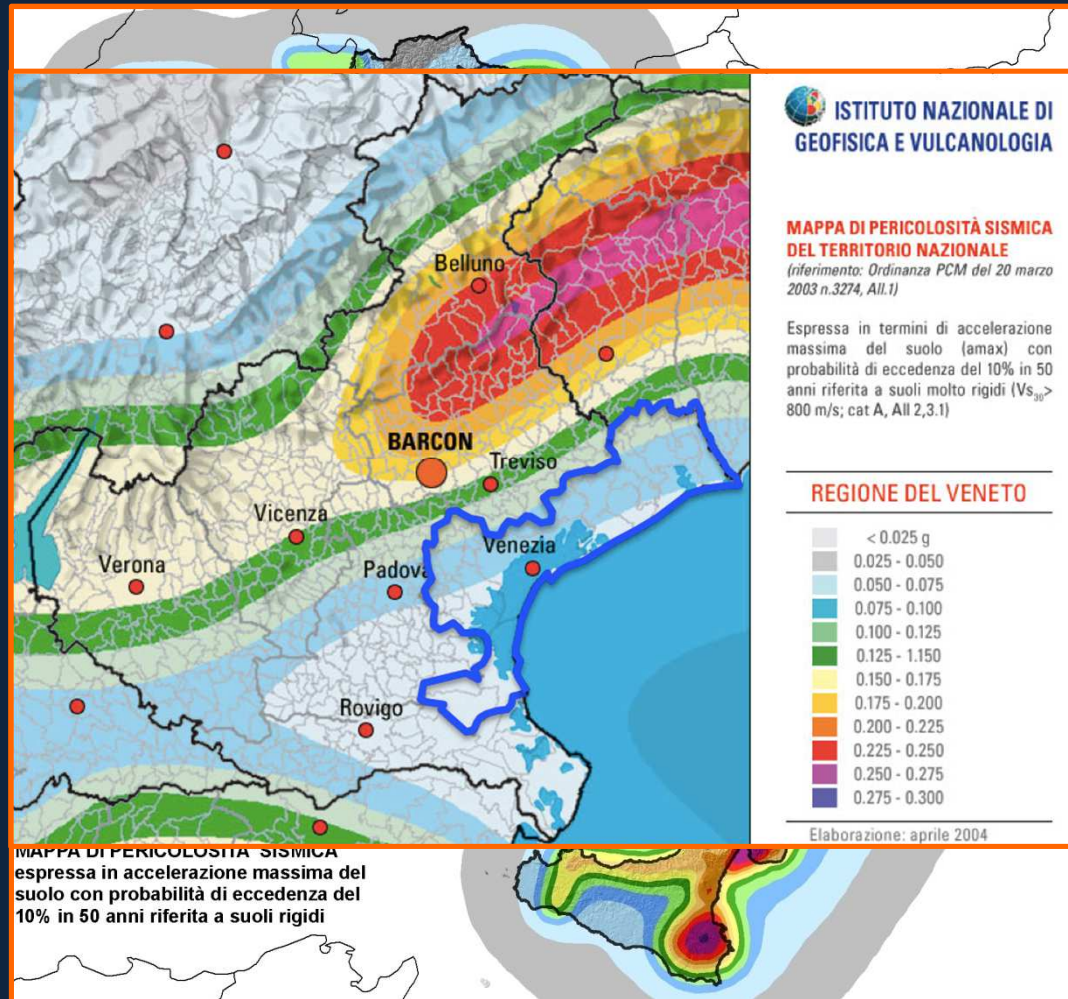 ISTITUTO NAZIONALE DI
GEOFISICA E VULCANOLOGIA
MAPPA DI PERICOLOSITÀ SISMICA
DEL TERRITORIO NAZIONALE
(riferimento: Ordinanza PCM del 20 marzo
2003 n.3274, All.1)
Espressa in termini di accelerazione
massima del suolo (amax) con
probabilità di eccedenza del 10% in 50
anni riferita a suoli molto rigidi (Vs₃₀>
800 m/s; cat A, All 2,3.1)
REGIONE DEL VENETO
< 0.025 g
0.025 - 0.050
0.050 - 0.075
0.075 - 0.100
0.100 - 0.125
0.125 - 1.150
0.150 - 0.175
0.175 - 0.200
0.200 - 0.225
0.225 - 0.250
0.250 - 0.275
0.275 - 0.300
Elaborazione: aprile 2004
Belluno
BARCON
Treviso
Vicenza
Venezia
Verona
Padova
Rovigo
MAPPA DI PERICOLOSITA' SISMICA
espressa in accelerazione massima del
suolo con probabilità di eccedenza del
10% in 50 anni riferita a suoli rigidi